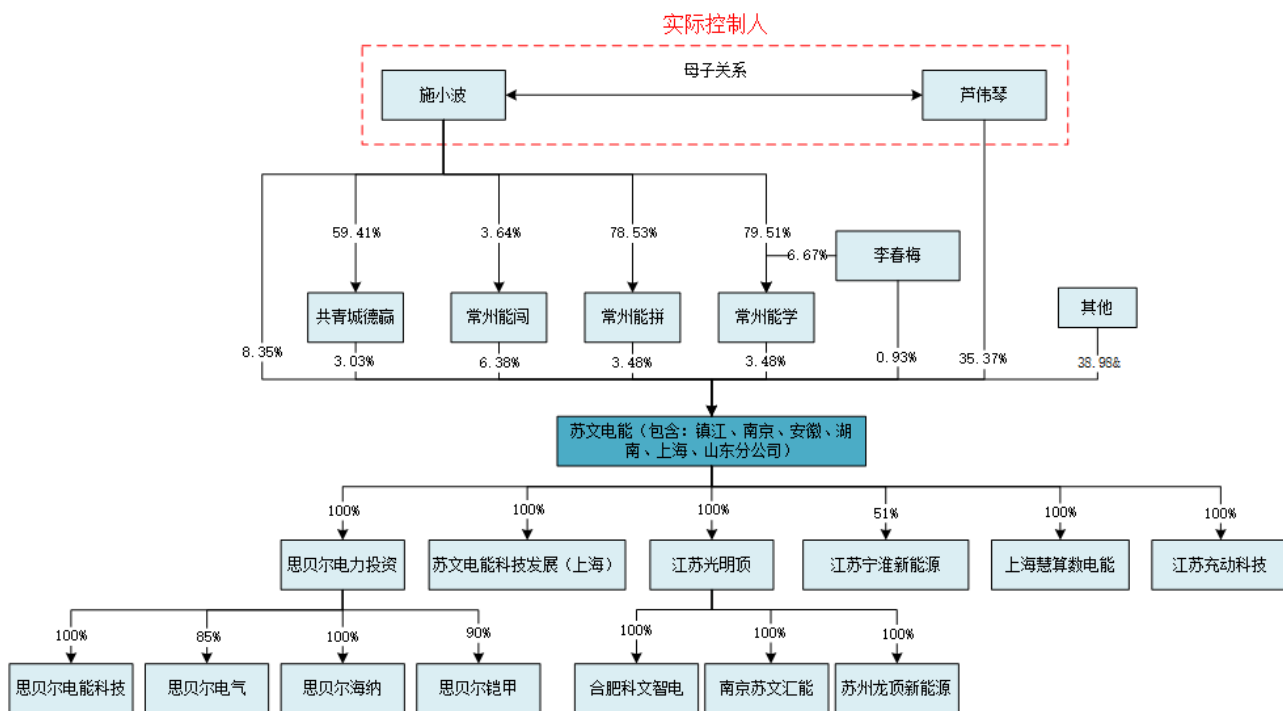 实际控制人
母子关系
施小波
芦伟琴
59.41%
3.64%
78.53%
79.51%
6.67%
李春梅
共青城德赢
常州能闯
常州能拼
常州能学
其他
8.35%
3.03%
6.38%
3.48%
3.48%
0.93%
35.37%
38.98&
苏文电能（包含：镇江、南京、安徽、湖
南、上海、山东分公司）
100%
100%
100%
51%
100%
100%
思贝尔电力投资
苏文电能科技发展（上海）
江苏光明顶
江苏宁淮新能源
上海慧算数电能
江苏充动科技
100%
85%
100%
90%
100%
100%
100%
思贝尔电能科技
思贝尔电气
思贝尔海纳
思贝尔铠甲
合肥科文智电
南京苏文汇能
苏州龙顶新能源